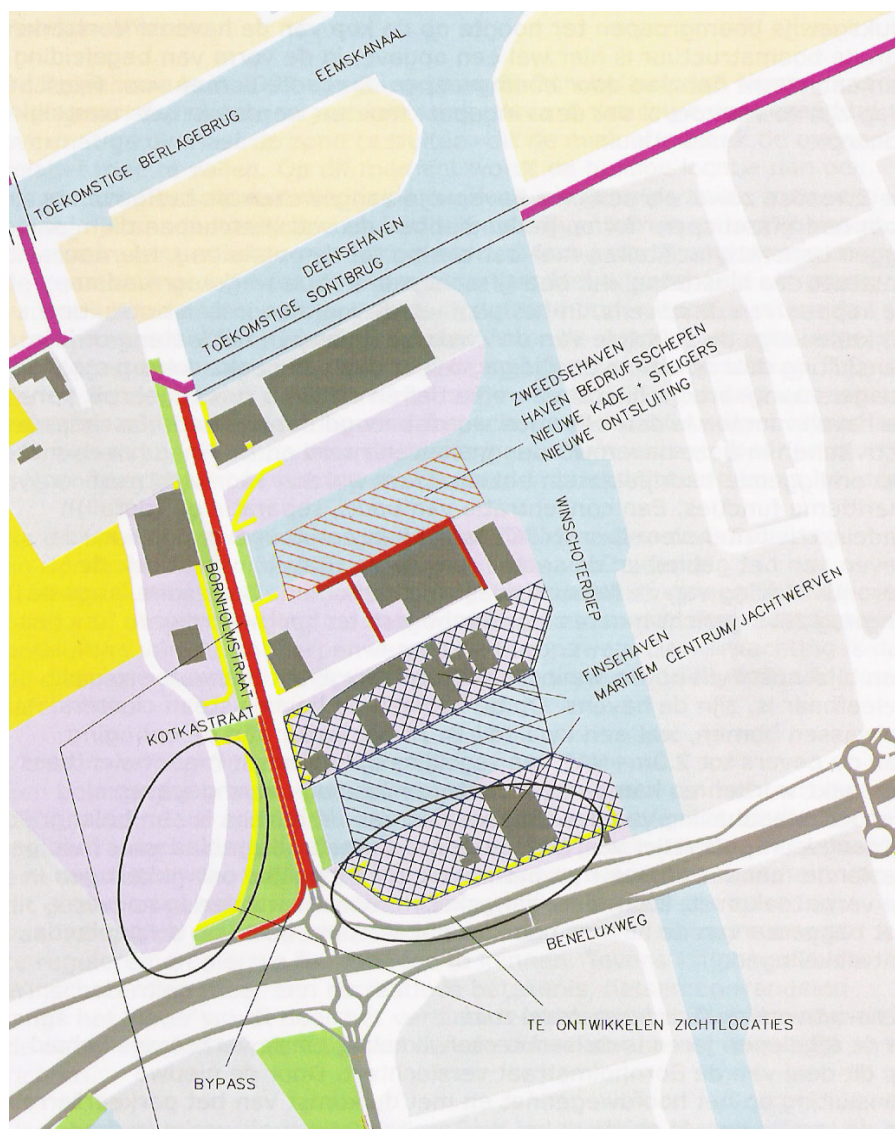 EEMSKANAAL
TOEKOMSTIGE BERLAGEBRUG
DEENSEHAVEN
TOEKOMSTIGE SONTBRUG
ZWEEDSEHAVEN
HAVEN BEDRIJFSSCHEPEN
NIEUWE KADE + STEIGERS
NIEUWE ONTSLUITING
WINSCHOTERDIEP
BORNHOLMSTRAAT
FINSEHAVEN
MARITIEM CENTRUM/JACHTWERVEN
KOTKASTRAAT
BENELUXWEG
TE ONTWIKKELEN ZICHTLOCATIES
BYPASS